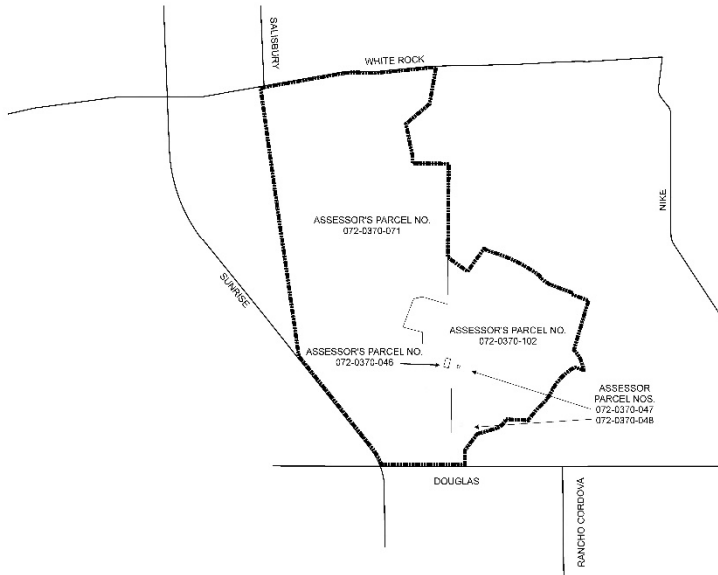 SALISBURY
WHITE ROCK
ASSESSOR'S PARCEL NO.
072-0370-071
NIKE
SUNRISE
ASSESSOR'S PARCEL NO.
072-0370-102
ASSESSOR'S PARCEL NO.
072-0370-046
ASSESSOR
PARCEL NOS.
072-0370-047
072-0370-048
DOUGLAS
RANCHO CORDOVA